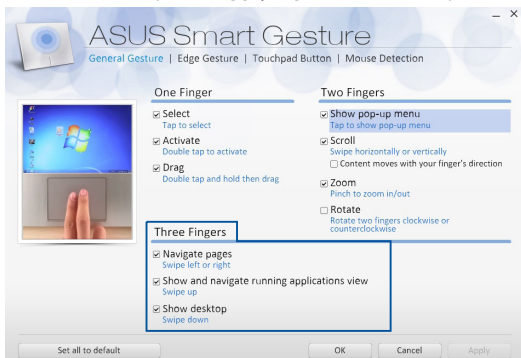 ASUS Smart Gesture
General Gesture | Edge Gesture | Touchpad Button | Mouse Detection
One Finger
Select
Tap to select
Activate
Double tap to activate
Drag
Double tap and hold then drag
Two Fingers
Show pop-up menu
Tap to show pop-up menu
Scroll
Swipe horizontally or vertically
Content moves with your finger's direction
Zoom
Pinch to zoom in/out
Rotate
Rotate two fingers clockwise or
counterclockwise
Three Fingers
Navigate pages
Swipe left or right
Show and navigate running applications view
Swipe up
Show desktop
Swipe down
Set all to default
OK
Cancel
Apply